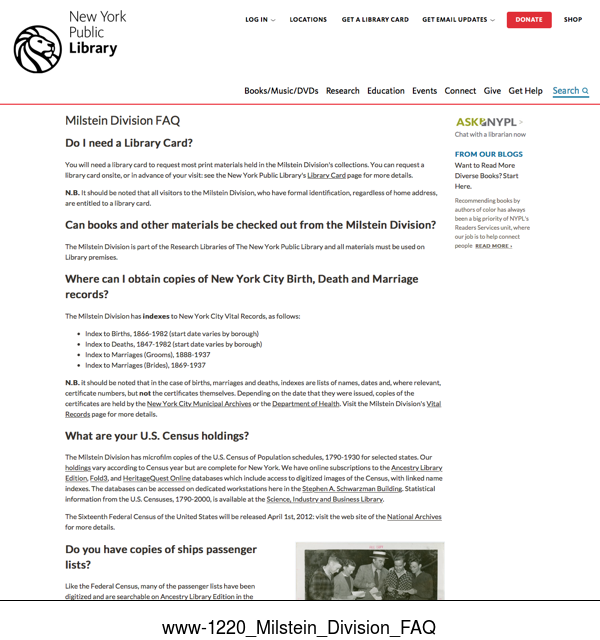 New York
Public
Library
LOG IN
LOCATIONS
GET A LIBRARY CARD
GET EMAIL UPDATES
DONATE
SHOP
Books/Music/DVDs
Research
Education
Events
Connect
Give
Get Help
Search
Milstein Division FAQ
Do I need a Library Card?
You will need a library card to request most print materials held in the Milstein Division's collections. You can request
a library card onsite, or in advance of your visit: see the New York Public Library's Library Card page for more details.
N.B. It should be noted that all visitors to the Milstein Division, who have formal identification, regardless of home address,
are entitled to a library card.
Can books and other materials be checked out from the Milstein Division?
The Milstein Division is part of the Research Libraries of The New York Public Library and all materials must be used on
Library premises.
Where can I obtain copies of New York City Birth, Death and Marriage
records?
The Milstein Division has indexes to New York City Vital Records, as follows:
• Index to Births, 1866-1982 (start date varies by borough)
• Index to Deaths, 1847-1982 (start date varies by borough)
• Index to Marriages (Grooms), 1888-1937
• Index to Marriages (Brides), 1869-1937
N.B. it should be noted that in the case of births, marriages and deaths, indexes are lists of names, dates and, where relevant,
certificate numbers, but not the certificates themselves. Depending on the date that they were issued, copies of the
certificates are held by the New York City Municipal Archives or the Department of Health. Visit the Milstein Division's Vital
Records page for more details.
What are your U.S. Census holdings?
The Milstein Division has microfilm copies of the U.S. Census of Population schedules, 1790-1930 for selected states. Our
holdings vary according to Census year but are complete for New York. We have online subscriptions to the Ancestry Library
Edition, Fold3, and HeritageQuest Online databases which include access to digitized images of the Census, with linked name
indexes. The databases can be accessed on dedicated workstations here in the Stephen A. Schwarzman Building. Statistical
information from the U.S. Censuses, 1790-2000, is available at the Science, Industry and Business Library.
The Sixteenth Federal Census of the United States will be released April 1st, 2012: visit the web site of the National Archives
for more details.
Do you have copies of ships passenger
lists?
Like the Federal Census, many of the passenger lists have been
digitized and are searchable on Ancestry Library Edition in the
ASK NYPL >
Chat with a librarian now
FROM OUR BLOGS
Want to Read More
Diverse Books? Start
Here.
Recommending books by
authors of color has always
been a big priority of NYPL's
Readers Services unit, where
our job is to help connect
people READ MORE ›
www-1220_Milstein_Division_FAQ